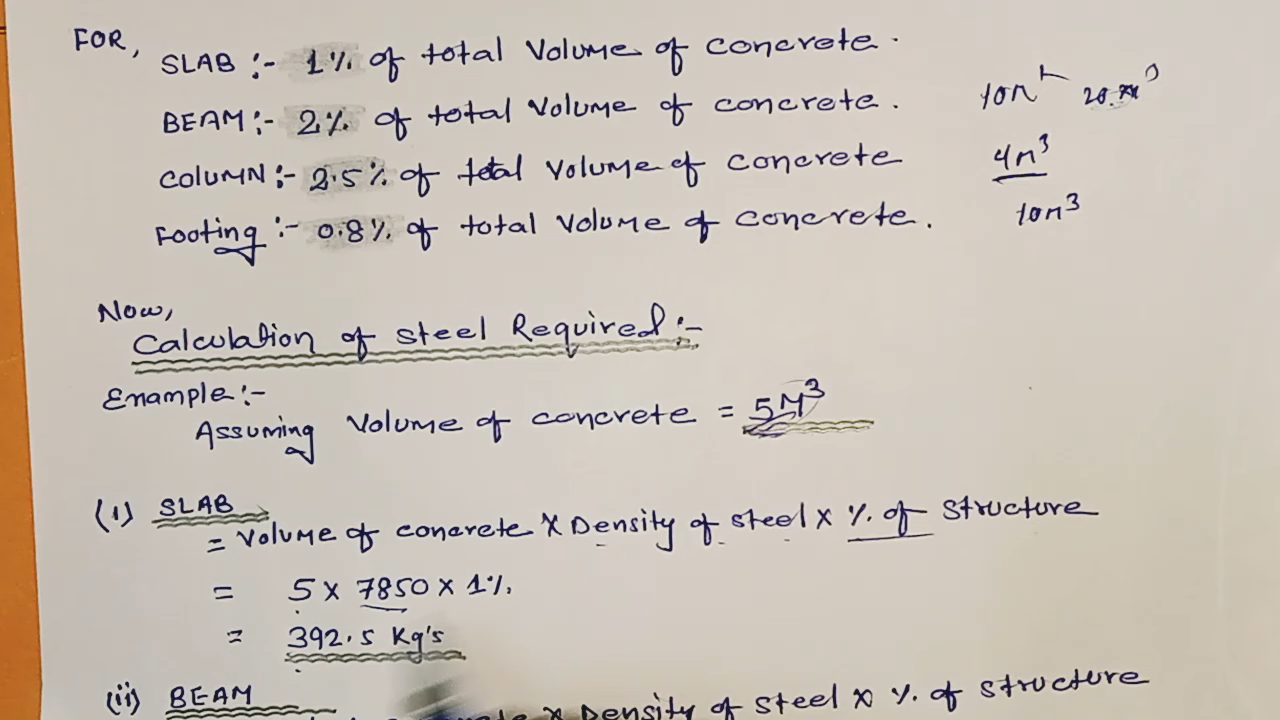 FOR,
SLAB :- 1% of total Volume of concrete.
BEAM :- 2% of total Volume of concrete.
COLUMN :- 2.5% of total Volume of concrete
Footing :- 0.8% of total Volume of concrete.
4m³
10m³
Now,
Calculation of steel Required :-
Example :-
Assuming Volume of concrete = 5M³
(i) SLAB
= Volume of concrete X Density of steel X % of Structure
= 5 X 7850 X 1%
= 392.5 Kg's
(ii) BEAM
X Density of steel X % of structure